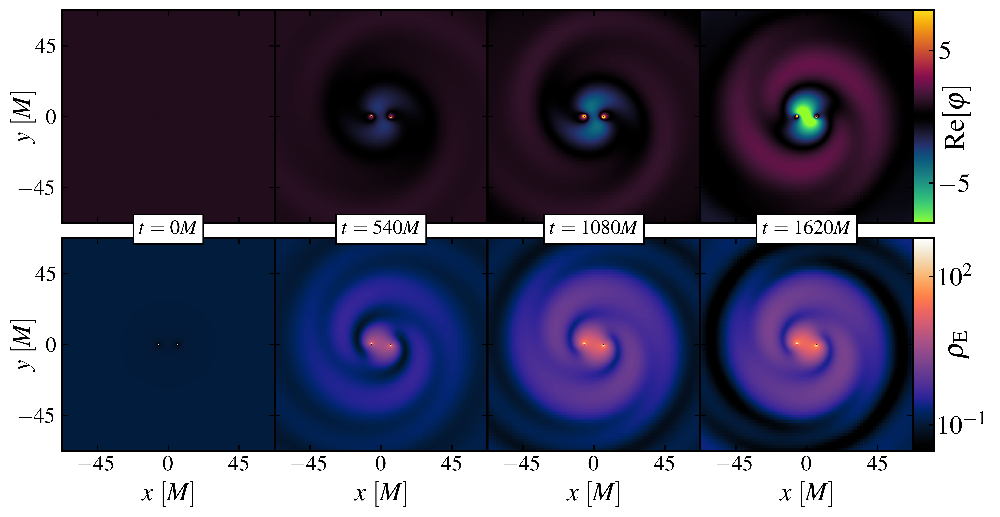 45
0
−45
y [M]
5
−5
Re[φ]
t = 0M
t = 540M
t = 1080M
t = 1620M
45
0
−45
y [M]
10²
10⁻¹
ρE
−45 0 45 −45 0 45 −45 0 45 −45 0 45
x [M] x [M] x [M] x [M]